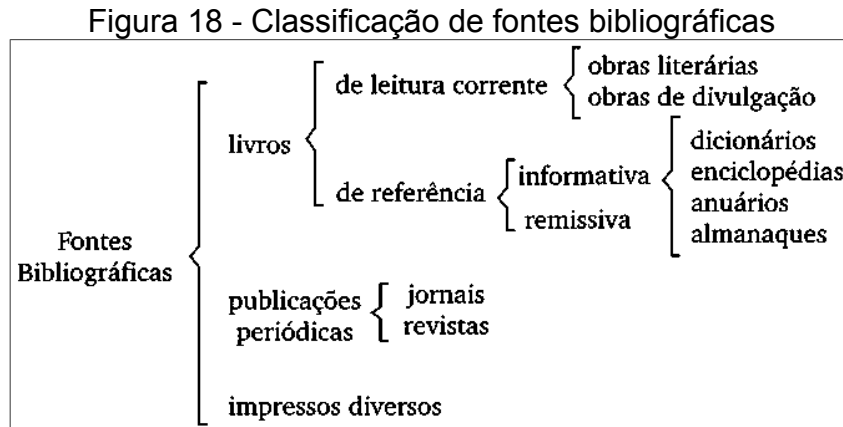 Figura 18 - Classificação de fontes bibliográficas
Fontes
Bibliográficas
livros
de leitura corrente
obras literárias
obras de divulgação
de referência
informativa
dicionários
enciclopédias
anuários
almanaques
remissiva
publicações
periódicas
jornais
revistas
impressos diversos